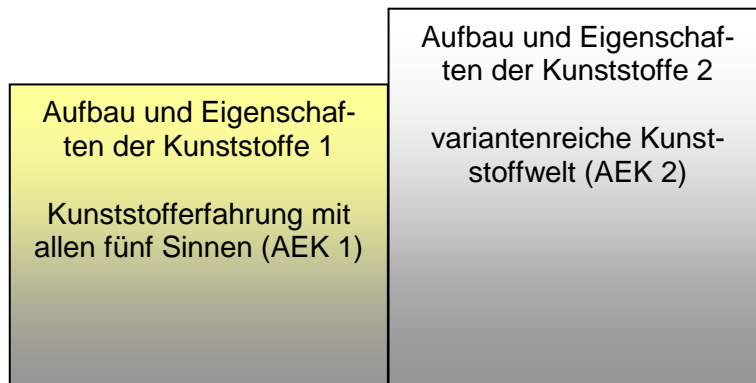 Aufbau und Eigenschaf-
ten der Kunststoffe 1
Kunststofferfahrung mit
allen fünf Sinnen (AEK 1)
Aufbau und Eigenschaf-
ten der Kunststoffe 2
variantenreiche Kunst-
stoffwelt (AEK 2)